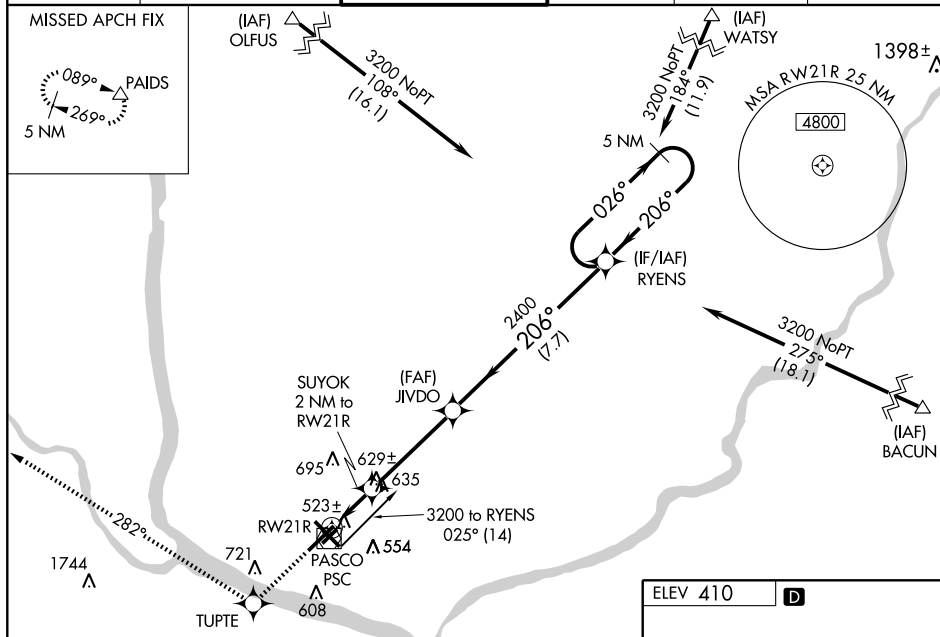 MISSED APCH FIX
089°
PAIDS
269°
5 NM
(IAF)
OLFUS
3200 NoPT
108°
(16.1)
(IAF)
WATSY
3200 NoPT
184°
(11.9)
1398±
MSA RW21R 25 NM
4800
5 NM
026°
206°
(IF/IAF)
RYENS
2400
206°
(7.7)
3200 NoPT
275°
(18.1)
(IAF)
BACUN
(FAF)
JIVDO
SUYOK
2 NM to
RW21R
695
629±
635
523±
RW21R
3200 to RYENS
025° (14)
PASCO
PSC
554
282°
1744
721
608
TUPTE
ELEV 410
D